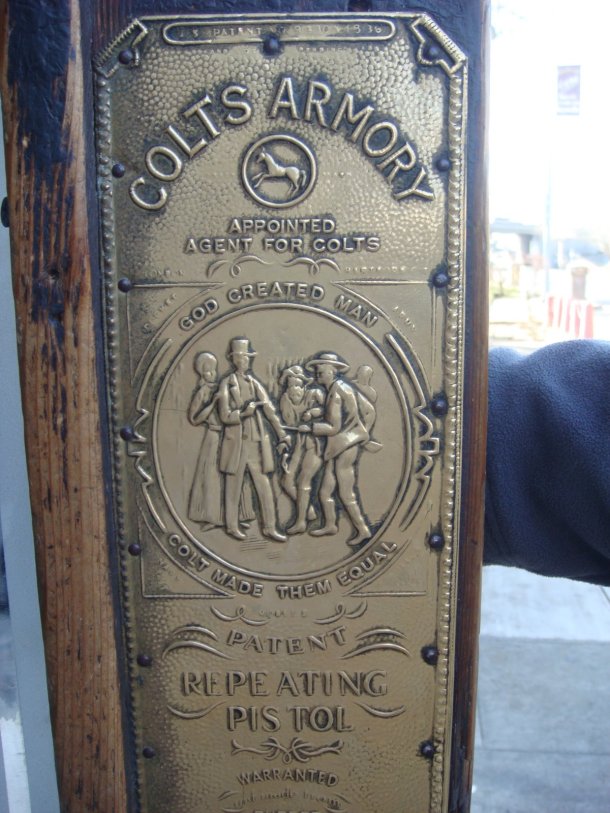 COLTS ARMORY
APPOINTED
AGENT FOR COLTS
GOD CREATED MAN
COLT MADE THEM EQUAL
PATENT
REPEATING
PISTOL
WARRANTED